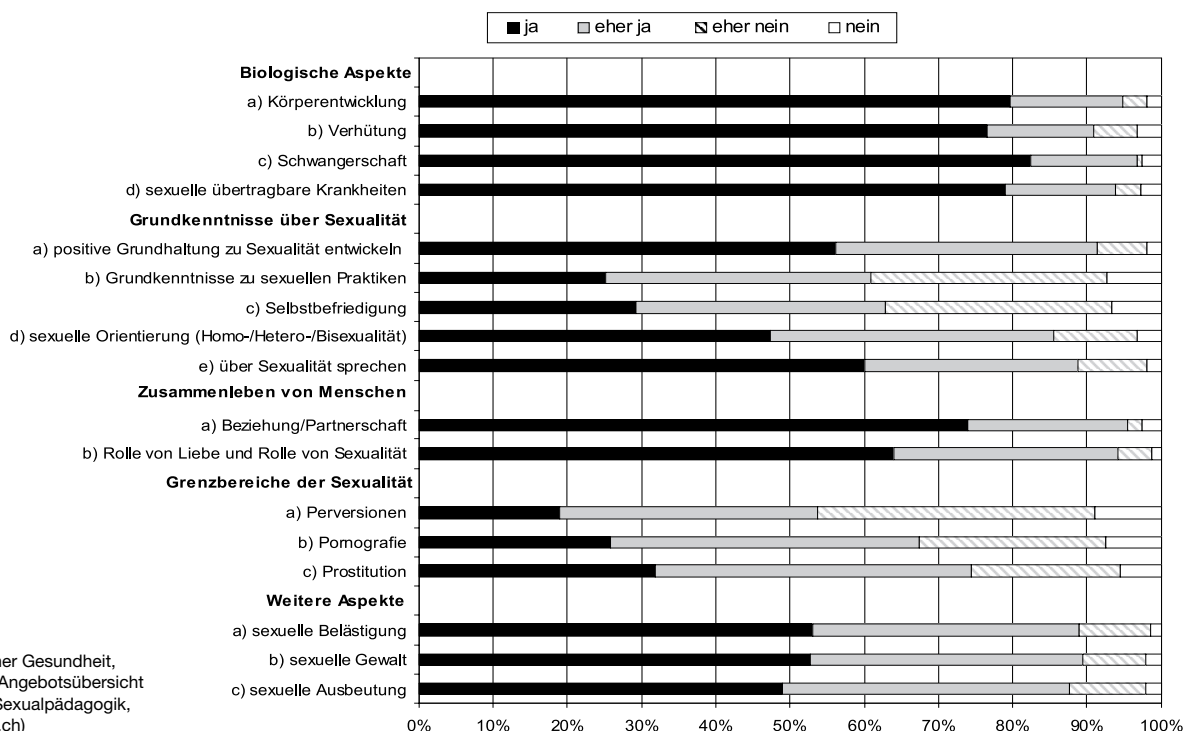 ja eher ja eher nein nein
Biologische Aspekte
a) Körperentwicklung
b) Verhütung
c) Schwangerschaft
d) sexuelle übertragbare Krankheiten
Grundkenntnisse über Sexualität
a) positive Grundhaltung zu Sexualität entwickeln
b) Grundkenntnisse zu sexuellen Praktiken
c) Selbstbefriedigung
d) sexuelle Orientierung (Homo-/Hetero-/Bisexualität)
e) über Sexualität sprechen
Zusammenleben von Menschen
a) Beziehung/Partnerschaft
b) Rolle von Liebe und Rolle von Sexualität
Grenzbereiche der Sexualität
a) Perversionen
b) Pornografie
c) Prostitution
Weitere Aspekte
a) sexuelle Belästigung
b) sexuelle Gewalt
c) sexuelle Ausbeutung
0% 10% 20% 30% 40% 50% 60% 70% 80% 90% 100%
Gesundheit,
Angebotsübersicht
Sexualpädagogik,